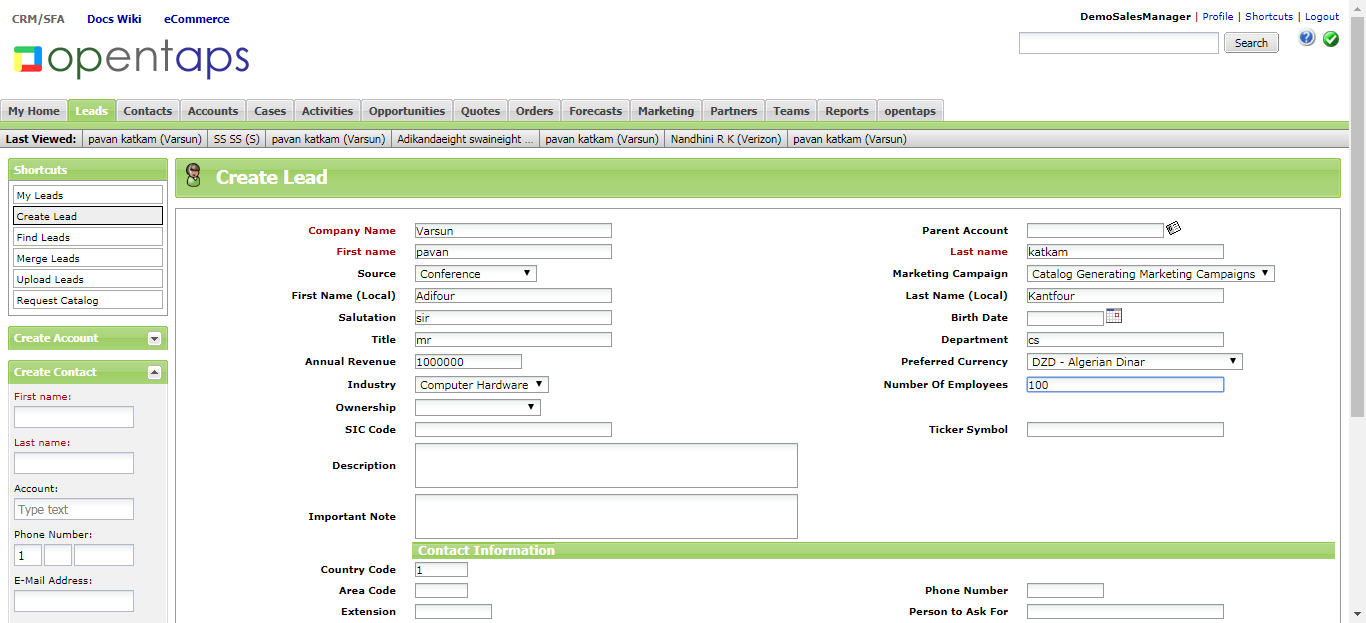 CRM/SFA Docs Wiki eCommerce
DemoSalesManager | Profile | Shortcuts | Logout
opentaps
Search
My Home Leads Contacts Accounts Cases Activities Opportunities Quotes Orders Forecasts Marketing Partners Teams Reports opentaps
Last Viewed: pavan katkam (Varsun) SS SS (S) pavan katkam (Varsun) Adikandaeight swaineight ... pavan katkam (Varsun) Nandhini R K (Verizon) pavan katkam (Varsun)
Shortcuts
My Leads
Create Lead
Find Leads
Merge Leads
Upload Leads
Request Catalog
Create Account
Create Contact
First name:
Last name:
Account:
Type text
Phone Number:
1
E-Mail Address:
Create Lead
Company Name Varsun Parent Account
First name pavan Last name katkam
Source Conference Marketing Campaign Catalog Generating Marketing Campaigns
First Name (Local) Adifour Last Name (Local) Kantfour
Salutation sir Birth Date
Title mr Department cs
Annual Revenue 1000000 Preferred Currency DZD - Algerian Dinar
Industry Computer Hardware Number Of Employees 100
Ownership
SIC Code Ticker Symbol
Description
Important Note
Contact Information
Country Code 1
Area Code Phone Number
Extension Person to Ask For